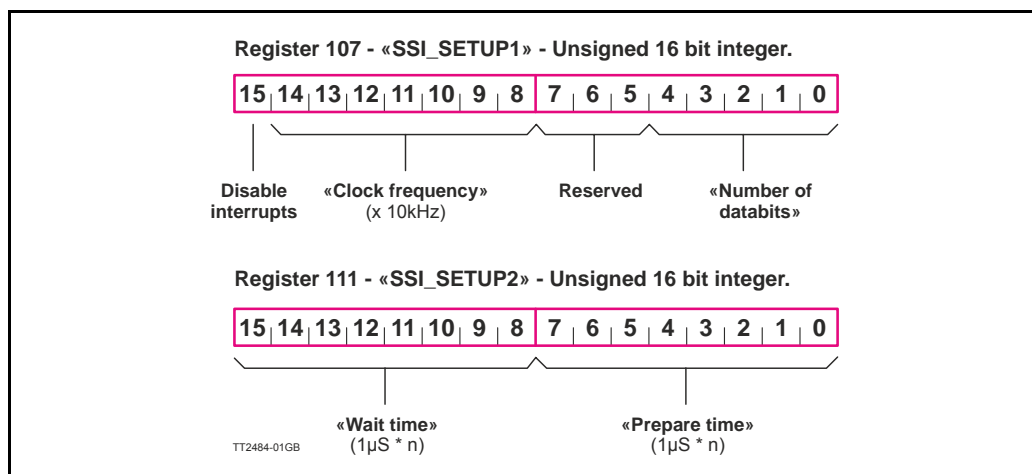 Register 107 - «SSI_SETUP1» - Unsigned 16 bit integer.
15 14 13 12 11 10 9 8 7 6 5 4 3 2 1 0
Disable interrupts
«Clock frequency»
(x 10kHz)
Reserved
«Number of databits»
Register 111 - «SSI_SETUP2» - Unsigned 16 bit integer.
15 14 13 12 11 10 9 8 7 6 5 4 3 2 1 0
«Wait time»
(1µS * n)
«Prepare time»
(1µS * n)
TT2484-01GB